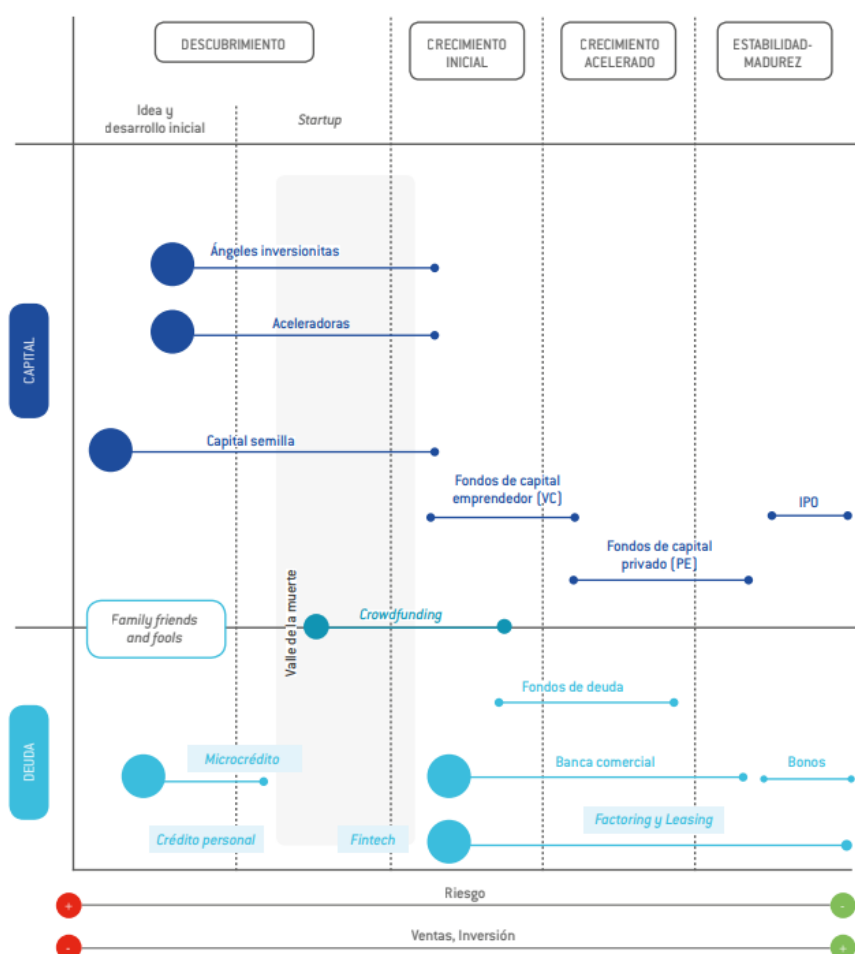 DESCUBRIMIENTO
CRECIMIENTO
INICIAL
CRECIMIENTO
ACELERADO
ESTABILIDAD-
MADUREZ
Idea y
desarrollo inicial
Startup
CAPITAL
Ángeles inversionitas
Aceleradoras
Capital semilla
Fondos de capital
emprendedor (VC)
IPO
Fondos de capital
privado (PE)
Valle de la muerte
Family friends
and fools
Crowdfunding
DEUDA
Fondos de deuda
Microcrédito
Banca comercial
Bonos
Crédito personal
Fintech
Factoring y Leasing
+ Riesgo -
- Ventas, Inversión +